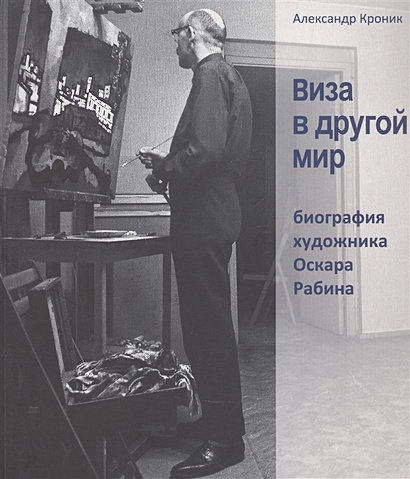 Александр Кроник
Виза
в другой
мир
биография
художника
Оскара
Рабина